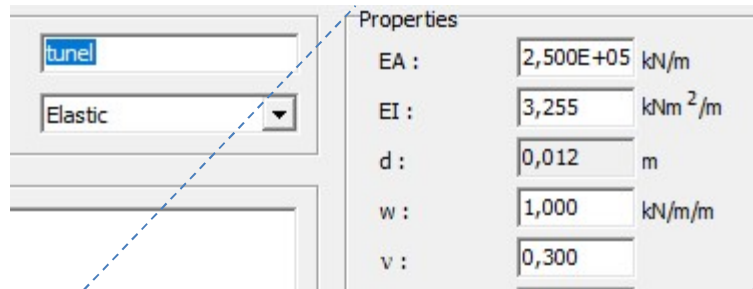 Properties
tunel
EA : 2,500E+05 kN/m
Elastic
EI : 3,255 kNm 2/m
d : 0,012 m
w : 1,000 kN/m/m
ν : 0,300